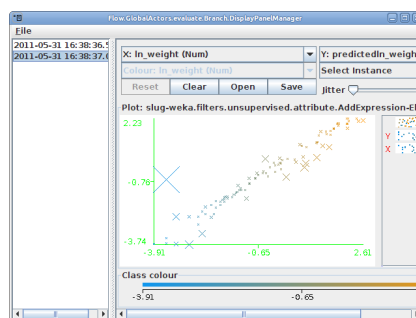 Flow.GlobalActors.evaluate.Branch.DisplayPanelManager
File
2011-05-31 16:38:36.5
2011-05-31 16:38:37.0
X: ln_weight (Num)
Y: predictedln_weigh
Colour: ln_weight (Num)
Select Instance
Reset
Clear
Open
Save
Jitter
Plot: slug-weka.filters.unsupervised.attribute.AddExpression-E
2.23
-0.76
-3.74
-3.91
-0.65
2.61
Y
X
Class colour
-3.91
-0.65